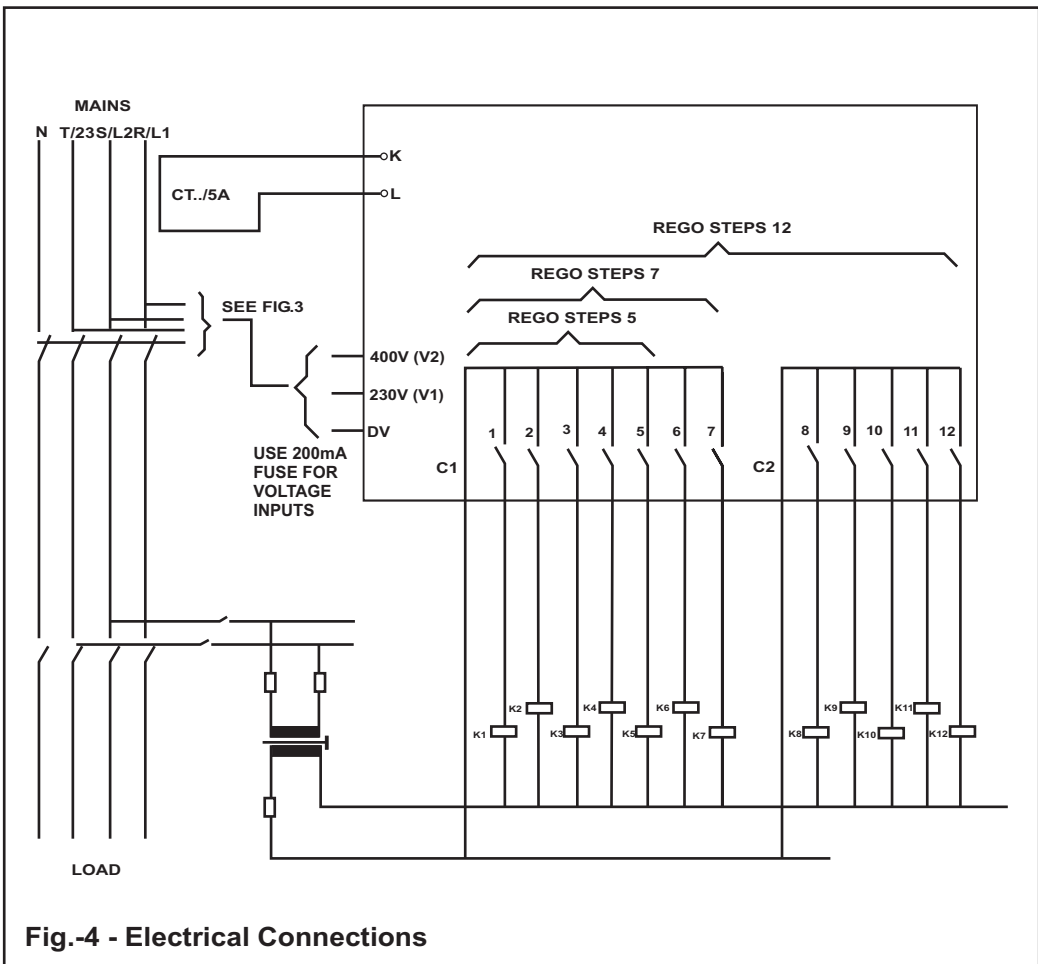 MAINS
N T/23S/L2R/L1
K
CT../5A
L
REGO STEPS 12
REGO STEPS 7
SEE FIG.3
REGO STEPS 5
400V (V2)
230V (V1)
DV
USE 200mA
FUSE FOR
VOLTAGE
INPUTS
1 2 3 4 5 6 7 8 9 10 11 12
C1 C2
K2 K4 K6 K9 K11
K1 K3 K5 K7 K8 K10 K12
LOAD
Fig.-4 - Electrical Connections